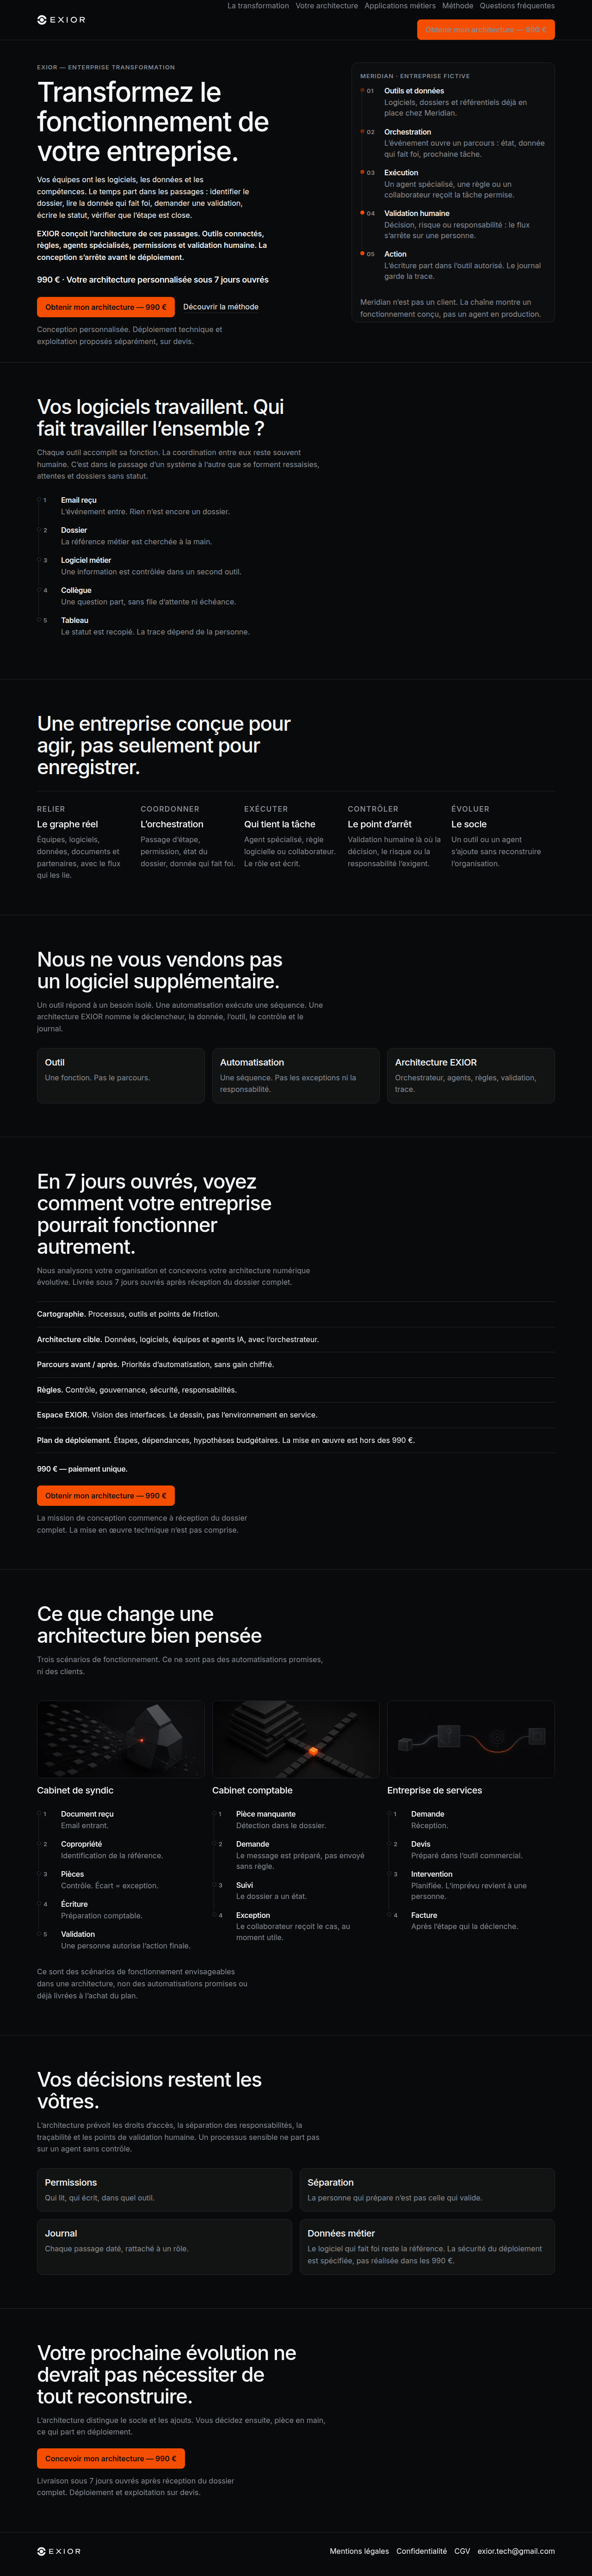 La transformation Votre architecture Applications métiers Méthode Questions fréquentes
EXIOR
Obtenir mon architecture — 990 €
EXIOR — ENTERPRISE TRANSFORMATION
Transformez le
fonctionnement de
votre entreprise.
Vos équipes ont les logiciels, les données et les
compétences. Le temps part dans les passages : identifier le
dossier, lire la donnée qui fait foi, demander une validation,
écrire le statut, vérifier que l’étape est close.
EXIOR conçoit l’architecture de ces passages. Outils connectés,
règles, agents spécialisés, permissions et validation humaine. La
conception s’arrête avant le déploiement.
990 € · Votre architecture personnalisée sous 7 jours ouvrés
Obtenir mon architecture — 990 €
Découvrir la méthode
Conception personnalisée. Déploiement technique et
exploitation proposés séparément, sur devis.
MERIDIAN · ENTREPRISE FICTIVE
01 Outils et données
Logiciels, dossiers et référentiels déjà en
place chez Meridian.
02 Orchestration
L’événement ouvre un parcours : état, donnée
qui fait foi, prochaine tâche.
03 Exécution
Un agent spécialisé, une règle ou un
collaborateur reçoit la tâche permise.
04 Validation humaine
Décision, risque ou responsabilité : le flux
s’arrête sur une personne.
05 Action
L’écriture part dans l’outil autorisé. Le journal
garde la trace.
Meridian n’est pas un client. La chaîne montre un
fonctionnement conçu, pas un agent en production.
Vos logiciels travaillent. Qui
fait travailler l’ensemble ?
Chaque outil accomplit sa fonction. La coordination entre eux reste souvent
humaine. C’est dans le passage d’un système à l’autre que se forment ressaisies,
attentes et dossiers sans statut.
1 Email reçu
L’événement entre. Rien n’est encore un dossier.
2 Dossier
La référence métier est cherchée à la main.
3 Logiciel métier
Une information est contrôlée dans un second outil.
4 Collègue
Une question part, sans file d’attente ni échéance.
5 Tableau
Le statut est recopié. La trace dépend de la personne.
Une entreprise conçue pour
agir, pas seulement pour
enregistrer.
RELIER
Le graphe réel
Équipes, logiciels,
données, documents et
partenaires, avec le flux
qui les lie.
COORDONNER
L’orchestration
Passage d’étape,
permission, état du
dossier, donnée qui fait foi.
EXÉCUTER
Qui tient la tâche
Agent spécialisé, règle
logicielle ou collaborateur.
Le rôle est écrit.
CONTRÔLER
Le point d’arrêt
Validation humaine là où la
décision, le risque ou la
responsabilité l’exigent.
ÉVOLUER
Le socle
Un outil ou un agent
s’ajoute sans reconstruire
l’organisation.
Nous ne vous vendons pas
un logiciel supplémentaire.
Un outil répond à un besoin isolé. Une automatisation exécute une séquence. Une
architecture EXIOR nomme le déclencheur, la donnée, l’outil, le contrôle et le
journal.
Outil
Une fonction. Pas le parcours.
Automatisation
Une séquence. Pas les exceptions ni la
responsabilité.
Architecture EXIOR
Orchestrateur, agents, règles, validation,
trace.
En 7 jours ouvrés, voyez
comment votre entreprise
pourrait fonctionner
autrement.
Nous analysons votre organisation et concevons votre architecture numérique
évolutive. Livrée sous 7 jours ouvrés après réception du dossier complet.
Cartographie. Processus, outils et points de friction.
Architecture cible. Données, logiciels, équipes et agents IA, avec l’orchestrateur.
Parcours avant / après. Priorités d’automatisation, sans gain chiffré.
Règles. Contrôle, gouvernance, sécurité, responsabilités.
Espace EXIOR. Vision des interfaces. Le dessin, pas l’environnement en service.
Plan de déploiement. Étapes, dépendances, hypothèses budgétaires. La mise en œuvre est hors des 990 €.
990 € — paiement unique.
Obtenir mon architecture — 990 €
La mission de conception commence à réception du dossier
complet. La mise en œuvre technique n’est pas comprise.
Ce que change une
architecture bien pensée
Trois scénarios de fonctionnement. Ce ne sont pas des automatisations promises,
ni des clients.
Cabinet de syndic
1 Document reçu
Email entrant.
2 Copropriété
Identification de la référence.
3 Pièces
Contrôle. Écart = exception.
4 Écriture
Préparation comptable.
5 Validation
Une personne autorise l’action finale.
Cabinet comptable
1 Pièce manquante
Détection dans le dossier.
2 Demande
Le message est préparé, pas envoyé
sans règle.
3 Suivi
Le dossier a un état.
4 Exception
Le collaborateur reçoit le cas, au
moment utile.
Entreprise de services
1 Demande
Réception.
2 Devis
Préparé dans l’outil commercial.
3 Intervention
Planifiée. L’imprévu revient à une
personne.
4 Facture
Après l’étape qui la déclenche.
Ce sont des scénarios de fonctionnement envisageables
dans une architecture, non des automatisations promises ou
déjà livrées à l’achat du plan.
Vos décisions restent les
vôtres.
L’architecture prévoit les droits d’accès, la séparation des responsabilités, la
traçabilité et les points de validation humaine. Un processus sensible ne part pas
sur un agent sans contrôle.
Permissions
Qui lit, qui écrit, dans quel outil.
Séparation
La personne qui prépare n’est pas celle qui valide.
Journal
Chaque passage daté, rattaché à un rôle.
Données métier
Le logiciel qui fait foi reste la référence. La sécurité du déploiement
est spécifiée, pas réalisée dans les 990 €.
Votre prochaine évolution ne
devrait pas nécessiter de
tout reconstruire.
L’architecture distingue le socle et les ajouts. Vous décidez ensuite, pièce en main,
ce qui part en déploiement.
Concevoir mon architecture — 990 €
Livraison sous 7 jours ouvrés après réception du dossier
complet. Déploiement et exploitation sur devis.
EXIOR
Mentions légales Confidentialité CGV exior.tech@gmail.com